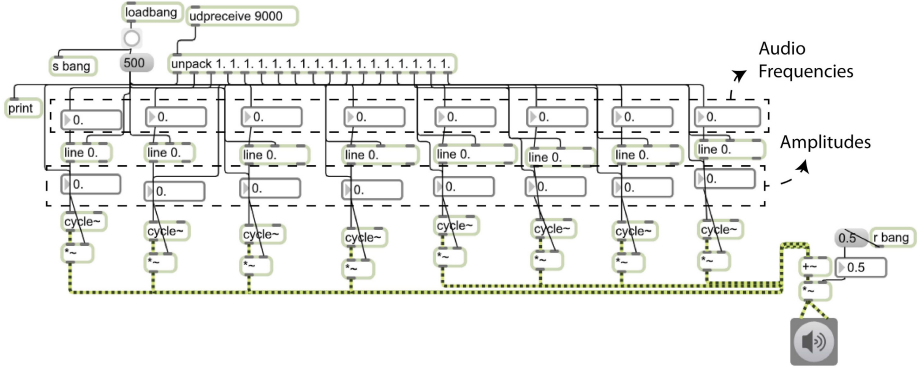 loadbang
udpreceive 9000
s bang
500
unpack 1. 1. 1. 1. 1. 1. 1. 1. 1. 1. 1. 1. 1. 1. 1. 1. 1.
Audio
Frequencies
print
0. 0. 0. 0. 0. 0. 0. 0.
line 0. line 0. line 0. line 0. line 0. line 0. line 0. line 0.
Amplitudes
0. 0. 0. 0. 0. 0. 0. 0.
cycle~ cycle~ cycle~ cycle~ cycle~ cycle~ cycle~ cycle~
*~ *~ *~ *~ *~ *~ *~ *~
0.5 r bang
+~ 0.5
*~